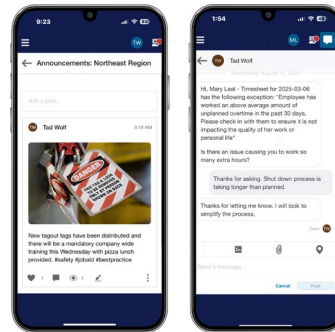 9:23
TW
Announcements: Northeast Region
Add a post...
TW
Tad Wolf
9:18 AM
DANGER
New tagout tags have been distributed and
there will be a mandatory company wide
training this Wednesday with pizza lunch
provided. #safety #jobaid #bestpractice
1
1
1:54
ML
TW
Tad Wolf
Wednesday, August 13, 2025
Hi, Mary Leal - Timesheet for 2025-03-06
has the following exception: "Employee has
worked an above average amount of
unplanned overtime in the past 30 days.
Please check in with them to ensure it is not
impacting the quality of her work or
personal life"
Is there an issue causing you to work so
many extra hours?
Thanks for asking. Shut down process is
taking longer than planned.
Thanks for letting me know. I will look to
simplify the process.
Seen
TW
Send a message...
Cancel
Post